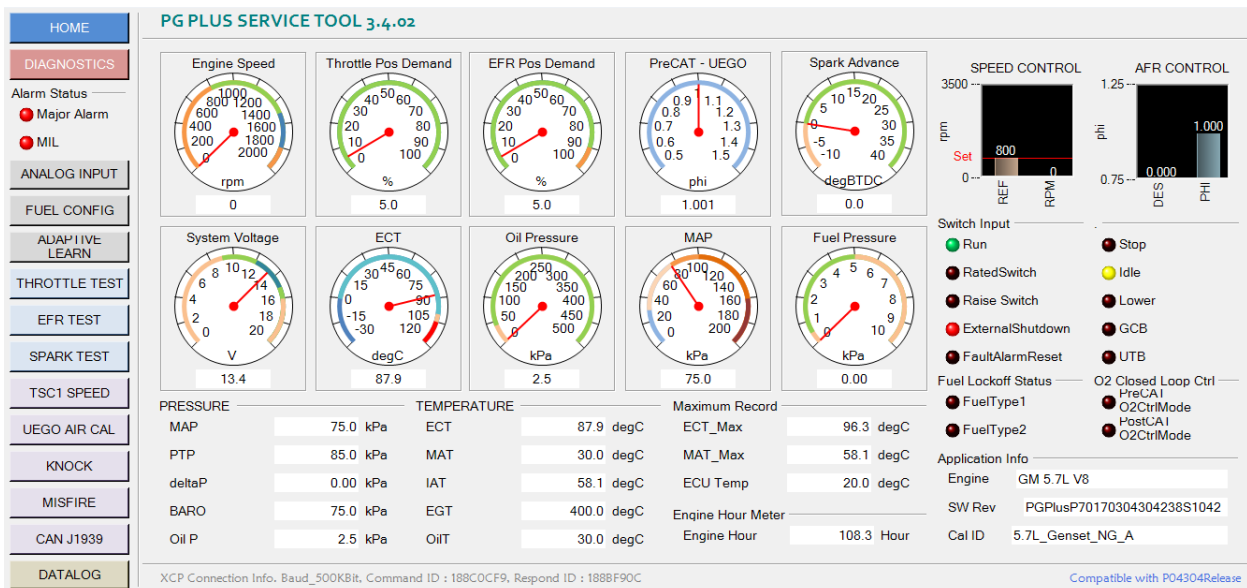 HOME
DIAGNOSTICS
Alarm Status
Major Alarm
MIL
ANALOG INPUT
FUEL CONFIG
ADAPTIVE
LEARN
THROTTLE TEST
EFR TEST
SPARK TEST
TSC1 SPEED
UEGO AIR CAL
KNOCK
MISFIRE
CAN J1939
DATALOG
PG PLUS SERVICE TOOL 3.4.02
Engine Speed
0 200 400 600 800 1000 1200 1400 1600 1800 2000
rpm
0
Throttle Pos Demand
0 10 20 30 40 50 60 70 80 90 100
%
5.0
EFR Pos Demand
0 10 20 30 40 50 60 70 80 90 100
%
5.0
PreCAT - UEGO
0.5 0.6 0.7 0.8 0.9 1 1.1 1.2 1.3 1.4 1.5
phi
1.001
Spark Advance
-10 -5 0 5 10 15 20 25 30 35 40
degBTDC
0.0
System Voltage
0 2 4 6 8 10 12 14 16 18 20
V
13.4
ECT
-30 -15 0 15 30 45 60 75 90 105 120
degC
87.9
Oil Pressure
0 50 100 150 200 250 300 350 400 450 500
kPa
2.5
MAP
0 20 40 60 80 100 120 140 160 180 200
kPa
75.0
Fuel Pressure
0 1 2 3 4 5 6 7 8 9 10
kPa
0.00
SPEED CONTROL
3500
rpm
Set
0
800
0
REF
RPM
AFR CONTROL
1.25
phi
0.75
0.000
1.000
DES
PHI
Switch Input
Run
Stop
RatedSwitch
Idle
Raise Switch
Lower
ExternalShutdown
GCB
FaultAlarmReset
UTB
Fuel Lockoff Status
FuelType1
FuelType2
O2 Closed Loop Ctrl
PreCAT
O2CtrlMode
PostCAT
O2CtrlMode
Application Info
Engine GM 5.7L V8
SW Rev PGPlusP70170304304238S1042
Cal ID 5.7L_Genset_NG_A
PRESSURE
MAP 75.0 kPa
PTP 85.0 kPa
deltaP 0.00 kPa
BARO 75.0 kPa
Oil P 2.5 kPa
TEMPERATURE
ECT 87.9 degC
MAT 30.0 degC
IAT 58.1 degC
EGT 400.0 degC
OilT 30.0 degC
Maximum Record
ECT_Max 96.3 degC
MAT_Max 58.1 degC
ECU Temp 20.0 degC
Engine Hour Meter
Engine Hour 108.3 Hour
XCP Connection Info. Baud_500KBit, Command ID : 188C0CF9, Respond ID : 188BF90C
Compatible with P04304Release